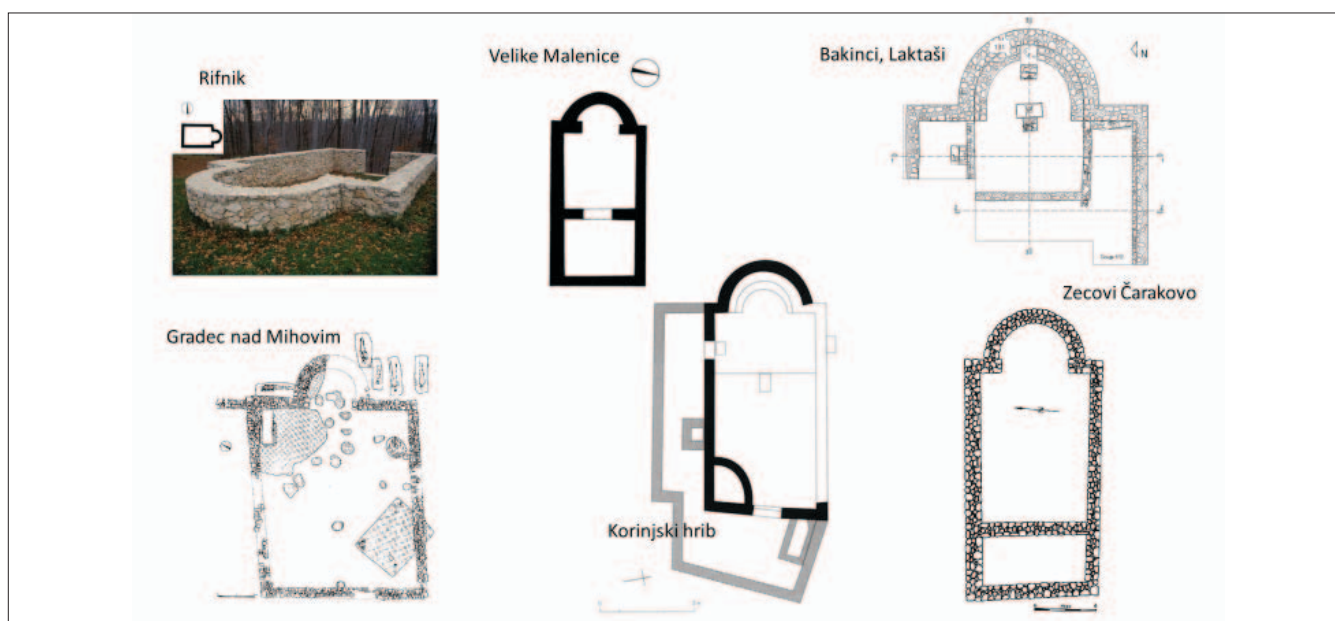 Rifnik
Velike Malenice
Bakinci, Laktaši
N
Gradec nad Mihovim
Korinjski hrib
Zecovi Čarakovo